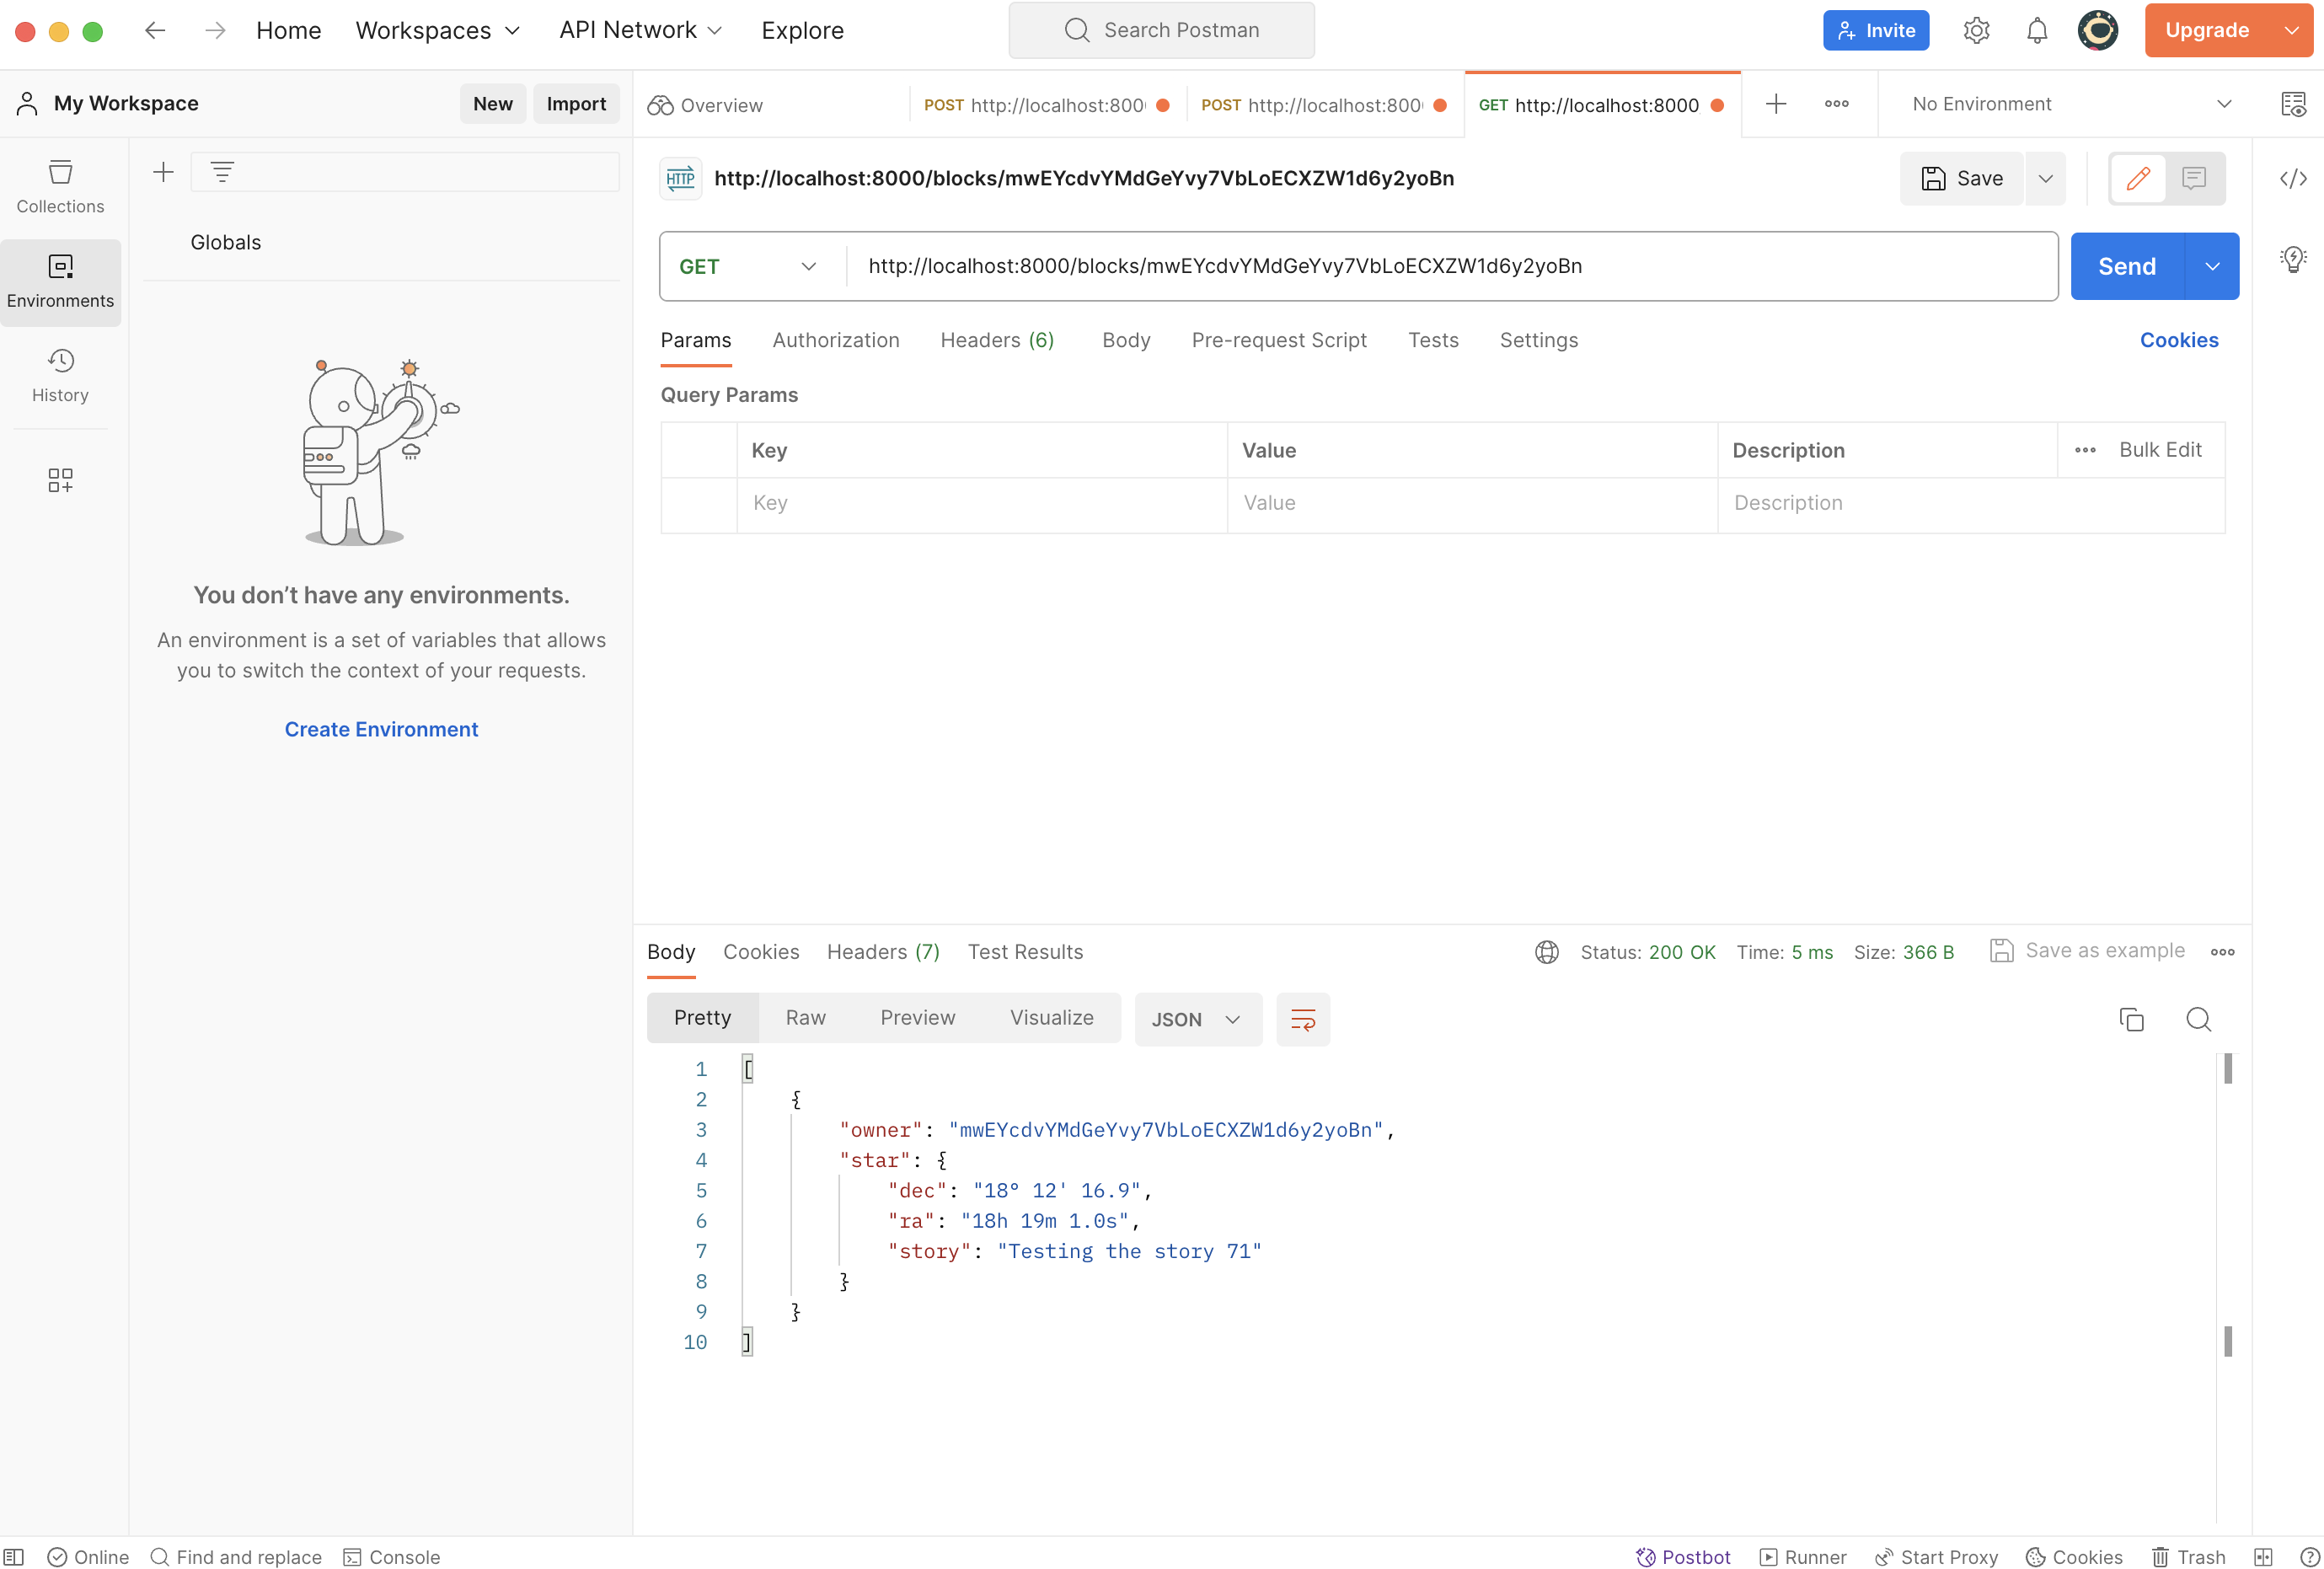 Home Workspaces API Network Explore Search Postman Invite Upgrade
My Workspace New Import
Overview POST http://localhost:800 POST http://localhost:800 GET http://localhost:8000 No Environment
Collections
Environments
History
Globals
You don’t have any environments.
An environment is a set of variables that allows
you to switch the context of your requests.
Create Environment
HTTP http://localhost:8000/blocks/mwEYcdvYMdGeYvy7VbLoECXZW1d6y2yoBn Save
GET http://localhost:8000/blocks/mwEYcdvYMdGeYvy7VbLoECXZW1d6y2yoBn Send
Params Authorization Headers (6) Body Pre-request Script Tests Settings Cookies
Query Params
Key Value Description Bulk Edit
Key Value Description
Body Cookies Headers (7) Test Results Status: 200 OK Time: 5 ms Size: 366 B Save as example
Pretty Raw Preview Visualize JSON
1 [
2 {
3 "owner": "mwEYcdvYMdGeYvy7VbLoECXZW1d6y2yoBn",
4 "star": {
5 "dec": "18° 12' 16.9",
6 "ra": "18h 19m 1.0s",
7 "story": "Testing the story 71"
8 }
9 }
10 ]
Online Find and replace Console Postbot Runner Start Proxy Cookies Trash